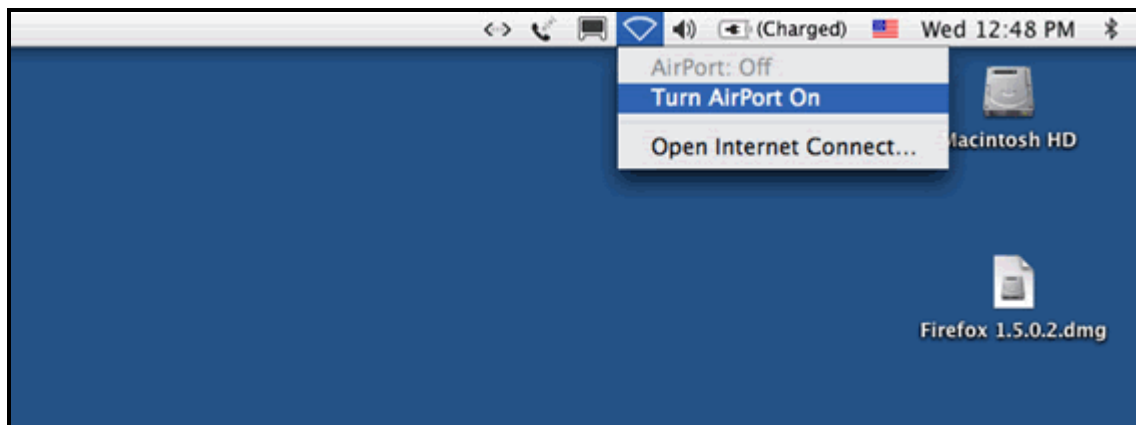 (Charged) Wed 12:48 PM
AirPort: Off
Turn AirPort On
Open Internet Connect...
Macintosh HD
Firefox 1.5.0.2.dmg